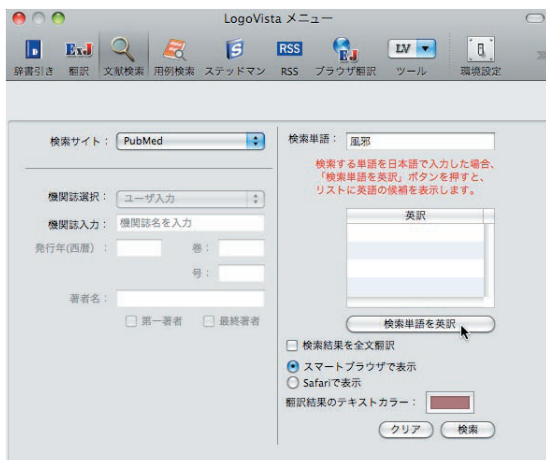 LogoVista メニュー
辞書引き
ExJ
翻訳
文献検索
用例検索
ステッドマン
RSS
RSS
ExJ
ブラウザ翻訳
LV
ツール
環境設定
検索サイト： PubMed
機関誌選択： ユーザ入力
機関誌入力： 機関誌名を入力
発行年(西暦) ： 巻：
号：
著者名：
第一著者 最終著者
検索単語： 風邪
検索する単語を日本語で入力した場合、
「検索単語を英訳」ボタンを押すと、
リストに英語の候補を表示します。
英訳
検索単語を英訳
検索結果を全文翻訳
スマートブラウザで表示
Safariで表示
翻訳結果のテキストカラー：
クリア 検索